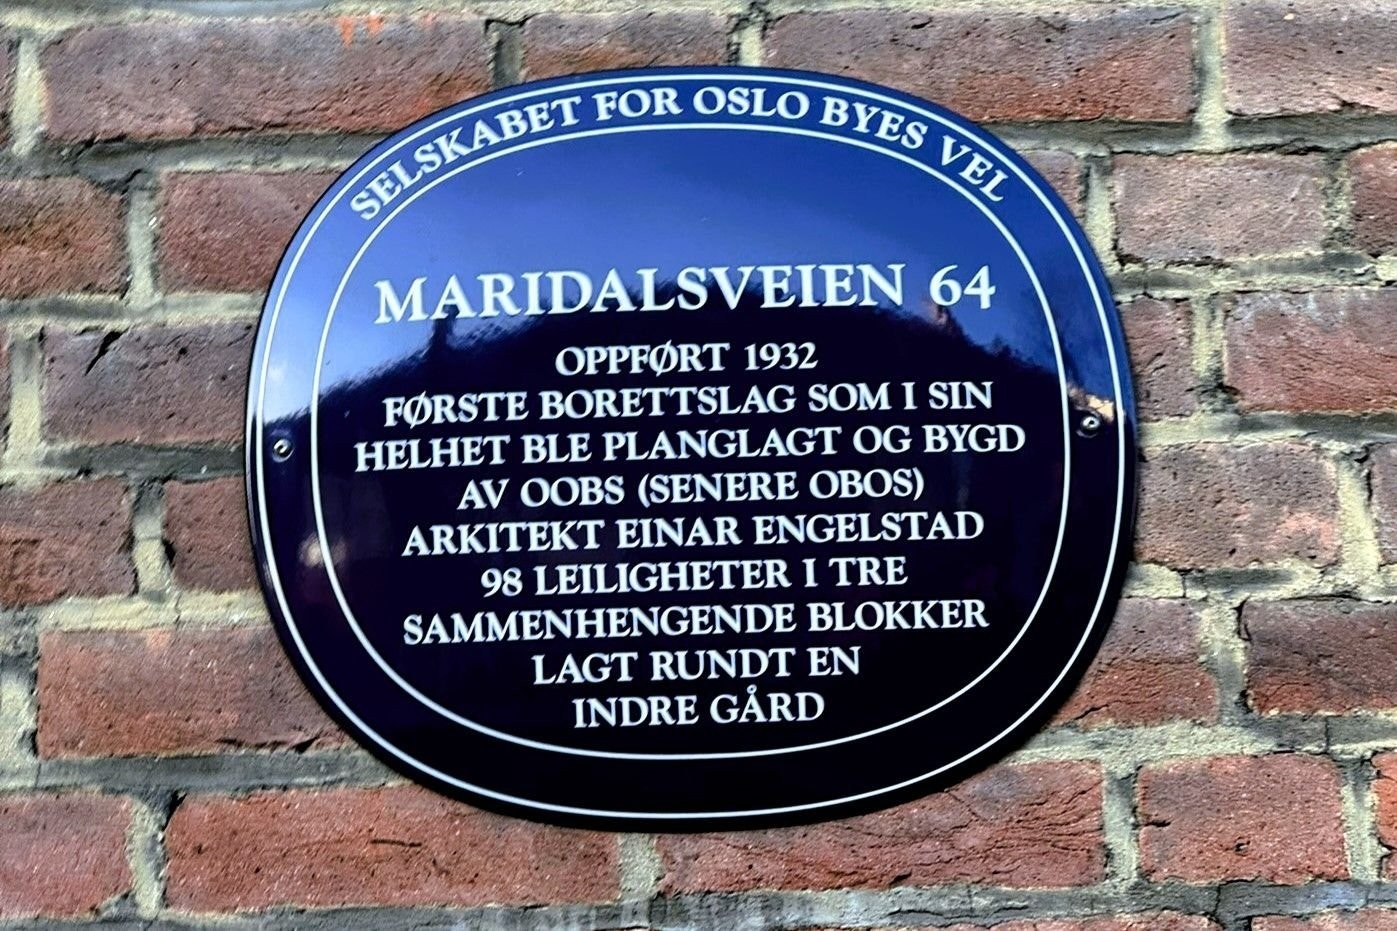 SELSKABET FOR OSLO BYES VEL
MARIDALSVEIEN 64
OPPFØRT 1932
FØRSTE BORETTSLAG SOM I SIN
HELHET BLE PLANGLAGT OG BYGD
AV OOBS (SENERE OBOS)
ARKITEKT EINAR ENGELSTAD
98 LEILIGHETER I TRE
SAMMENHENGENDE BLOKKER
LAGT RUNDT EN
INDRE GÅRD